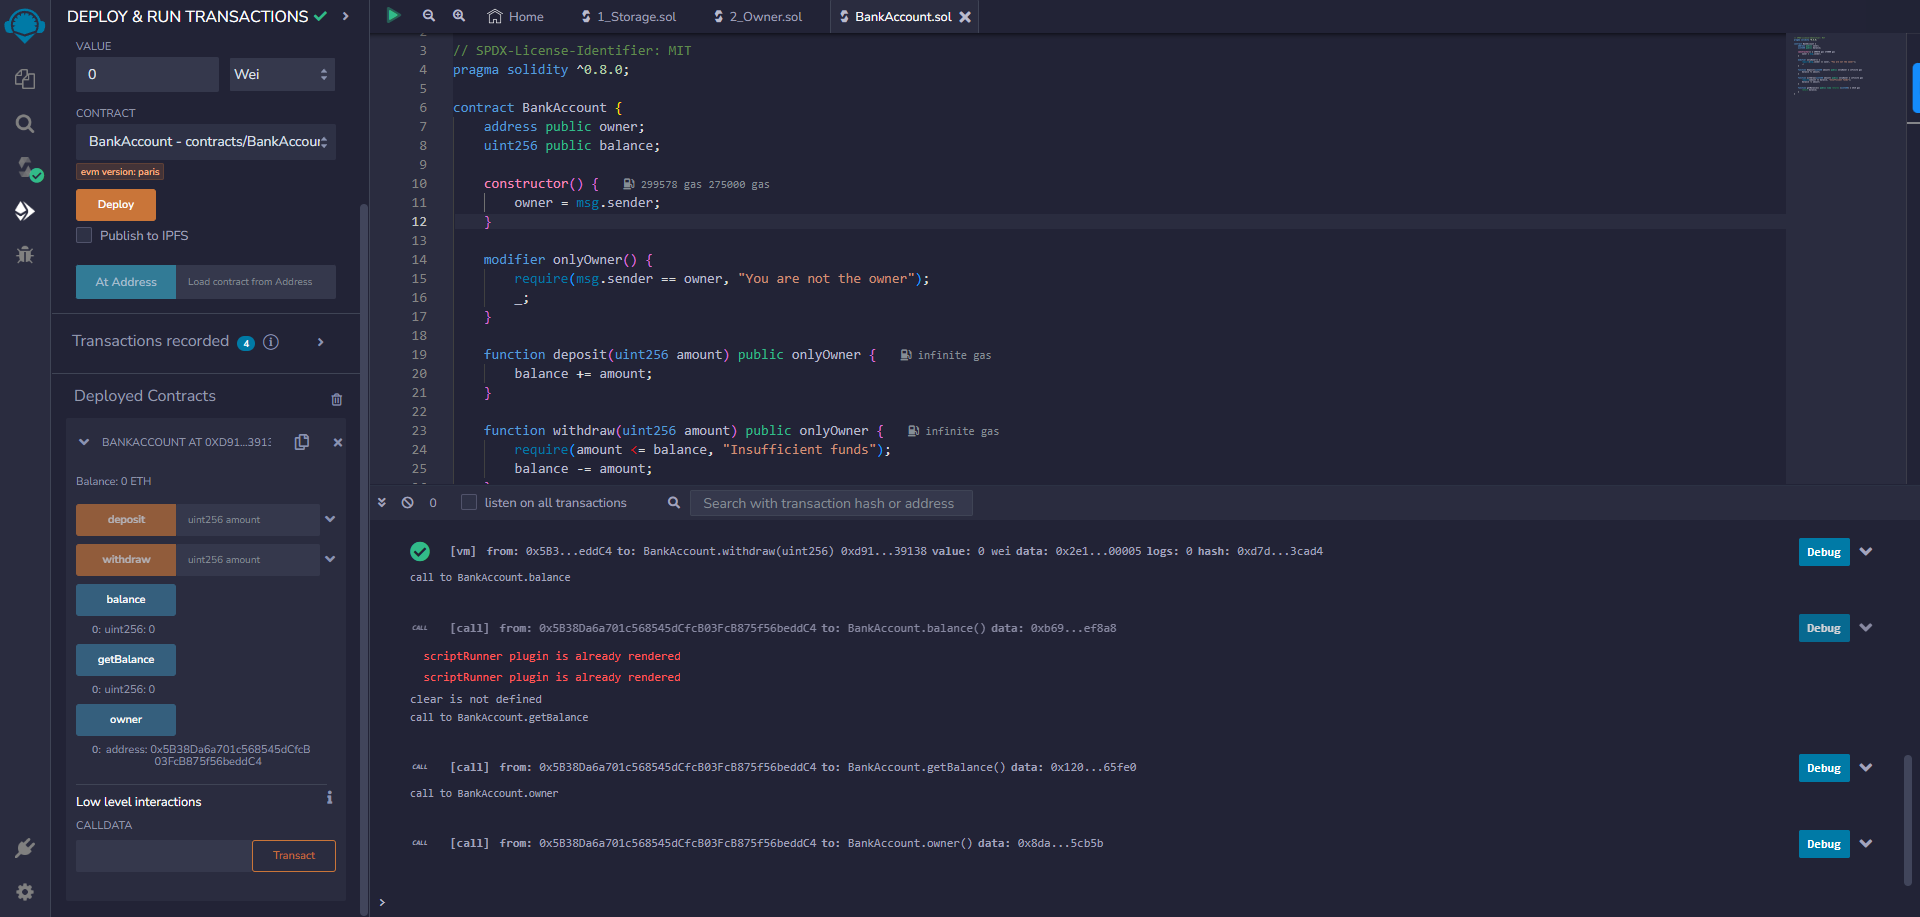 DEPLOY & RUN TRANSACTIONS
VALUE
0
Wei
CONTRACT
BankAccount - contracts/BankAccour
evm version: paris
Deploy
Publish to IPFS
At Address
Load contract from Address
Transactions recorded 4
Deployed Contracts
BANKACCOUNT AT 0XD91...3913
Balance: 0 ETH
deposit
uint256 amount
withdraw
uint256 amount
balance
0: uint256: 0
getBalance
0: uint256: 0
owner
0: address: 0x5B38Da6a701c568545dCfcB
03FcB875f56beddC4
Low level interactions
CALLDATA
Transact
Home
1_Storage.sol
2_Owner.sol
BankAccount.sol
3 // SPDX-License-Identifier: MIT
4 pragma solidity ^0.8.0;
5
6 contract BankAccount {
7 address public owner;
8 uint256 public balance;
9
10 constructor() { 299578 gas 275000 gas
11 owner = msg.sender;
12 }
13
14 modifier onlyOwner() {
15 require(msg.sender == owner, "You are not the owner");
16 _;
17 }
18
19 function deposit(uint256 amount) public onlyOwner { infinite gas
20 balance += amount;
21 }
22
23 function withdraw(uint256 amount) public onlyOwner { infinite gas
24 require(amount <= balance, "Insufficient funds");
25 balance -= amount;
0
listen on all transactions
Search with transaction hash or address
[vm] from: 0x5B3...eddC4 to: BankAccount.withdraw(uint256) 0xd91...39138 value: 0 wei data: 0x2e1...00005 logs: 0 hash: 0xd7d...3cad4
Debug
call to BankAccount.balance
CALL [call] from: 0x5B38Da6a701c568545dCfcB03FcB875f56beddC4 to: BankAccount.balance() data: 0xb69...ef8a8
Debug
scriptRunner plugin is already rendered
scriptRunner plugin is already rendered
clear is not defined
call to BankAccount.getBalance
CALL [call] from: 0x5B38Da6a701c568545dCfcB03FcB875f56beddC4 to: BankAccount.getBalance() data: 0x120...65fe0
Debug
call to BankAccount.owner
CALL [call] from: 0x5B38Da6a701c568545dCfcB03FcB875f56beddC4 to: BankAccount.owner() data: 0x8da...5cb5b
Debug
>